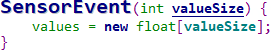 SensorEvent(int valueSize) {
values = new float[valueSize];
}